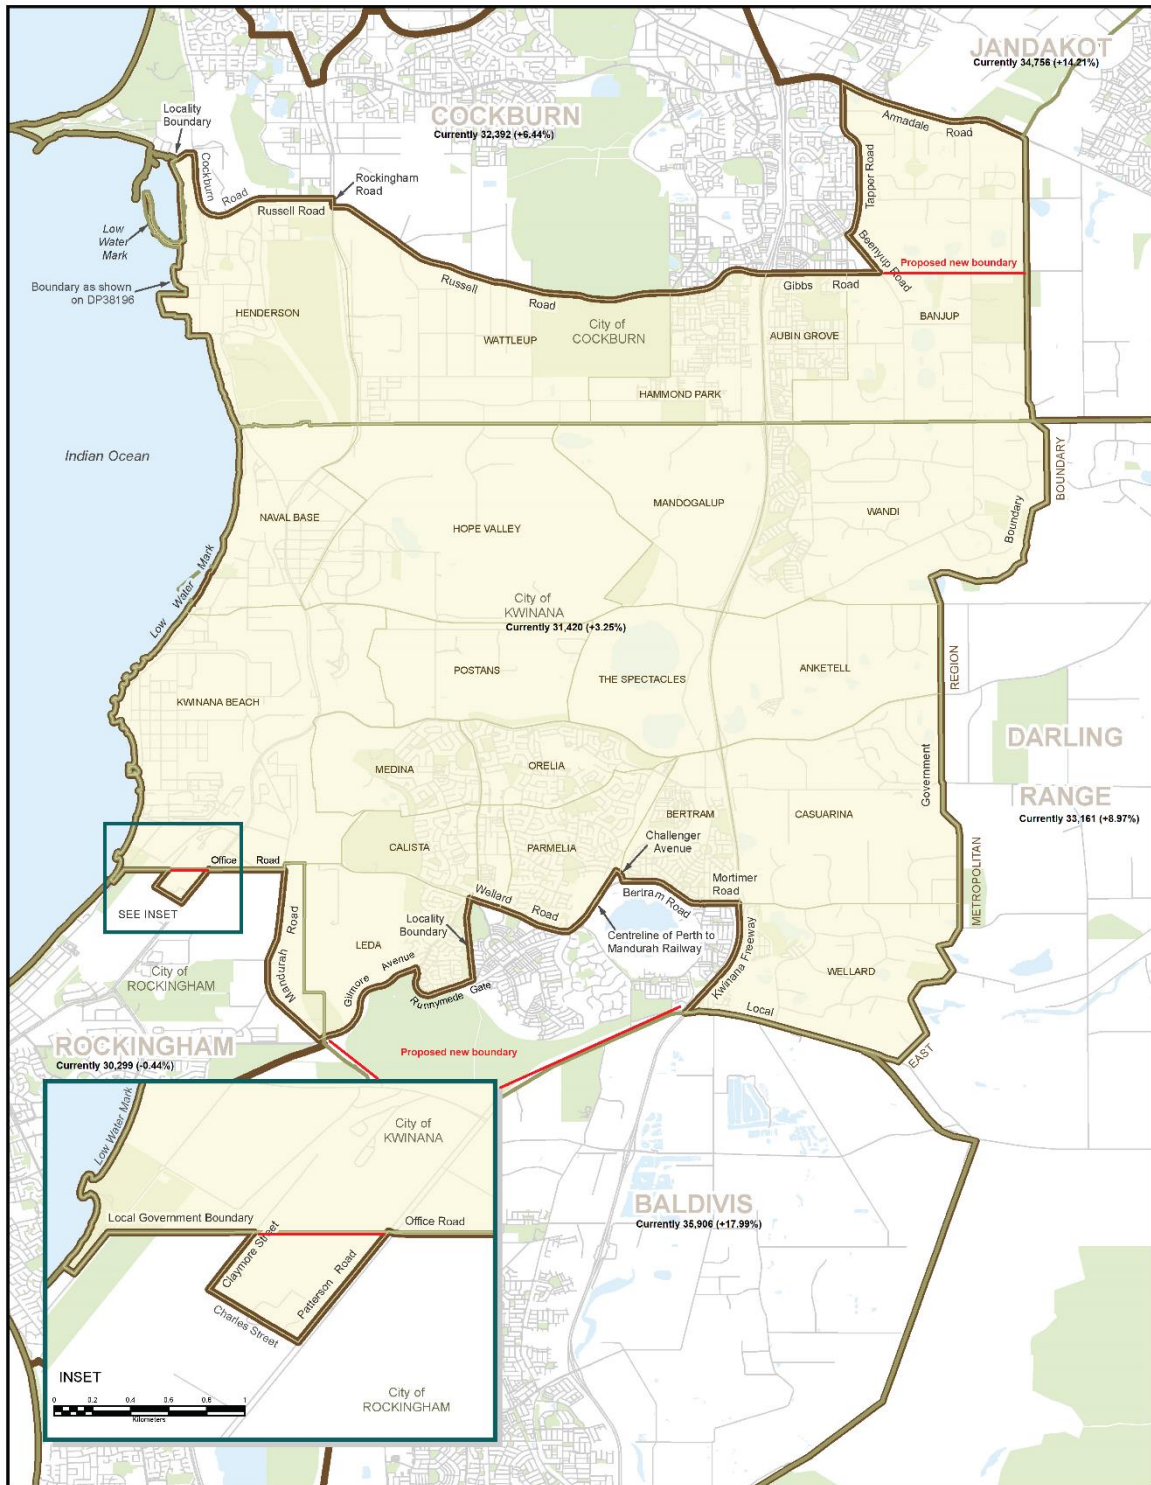 JANDAKOT
Currently 34,756 (+14.21%)
COCKBURN
Currently 32,392 (+6.44%)
Locality
Boundary
Armadale
Road
Tapper Road
Cockburn
Road
Rockingham
Road
Russell Road
Low
Water
Mark
Beenyup Road
Proposed new boundary
Boundary as shown
on DP38196
Russell
Road
Gibbs
Road
HENDERSON
WATTLEUP
City of
COCKBURN
AUBIN GROVE
BANJUP
HAMMOND PARK
Indian Ocean
BOUNDARY
MANDOGALUP
WANDI
Boundary
NAVAL BASE
HOPE VALLEY
Low Water Mark
City of
KWINANA
Currently 31,420 (+3.25%)
POSTANS
THE SPECTACLES
ANKETELL
REGION
KWINANA BEACH
DARLING
RANGE
Currently 33,161 (+8.97%)
Government
MEDINA
ORELIA
BERTRAM
CASUARINA
Challenger
Avenue
CALISTA
PARMELIA
METROPOLITAN
Office
Road
Mortimer
Road
Bertram Road
Wellard
Road
SEE INSET
Locality
Boundary
Centreline of Perth to
Mandurah Railway
Mandurah
Road
LEDA
City of
ROCKINGHAM
Gilmore
Avenue
Runnymede
Gate
Kwinana Freeway
WELLARD
Local
EAST
ROCKINGHAM
Currently 30,299 (-0.44%)
Proposed new boundary
Low Water Mark
City of
KWINANA
BALDIVIS
Currently 35,906 (+17.99%)
Local Government Boundary
Office Road
Claymore Street
Patterson
Road
Charles Street
INSET
City of
ROCKINGHAM
0 0.2 0.4 0.6 0.8 1
Kilometers